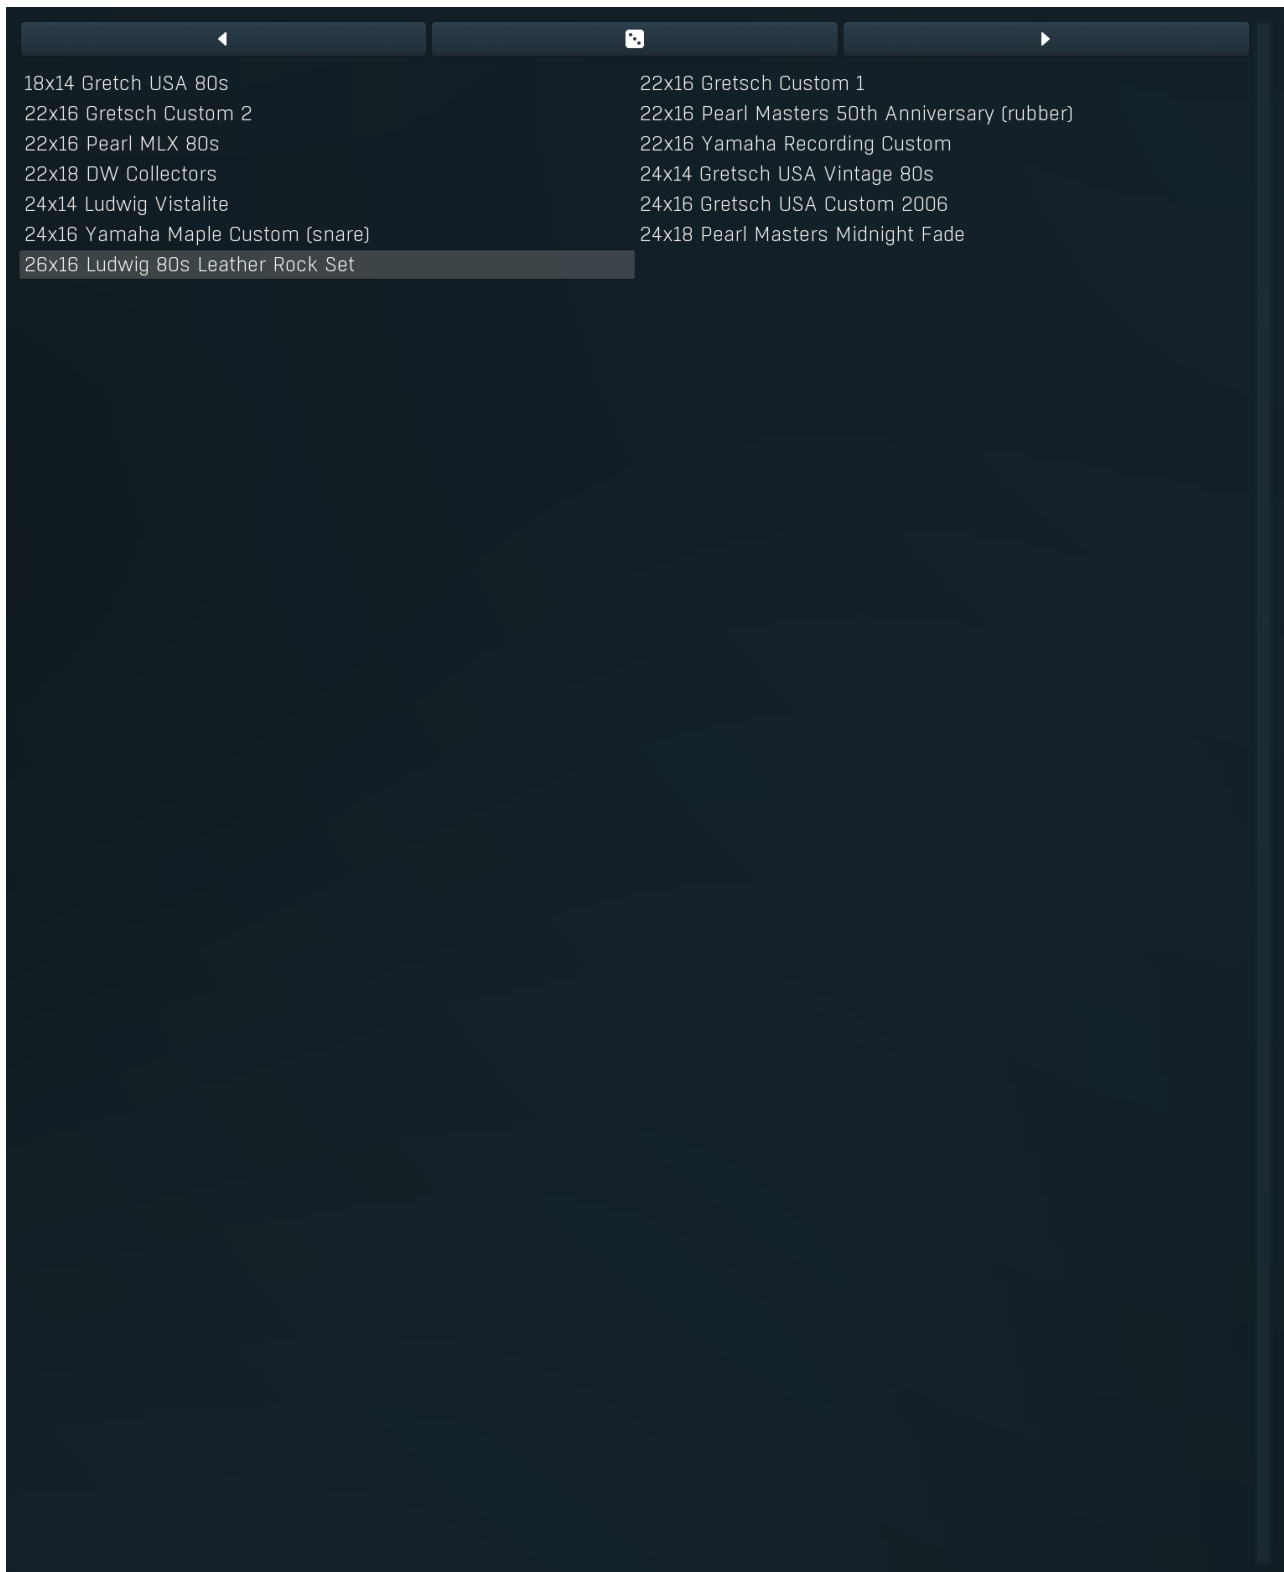 18x14 Gretch USA 80s
22x16 Gretsch Custom 1
22x16 Gretsch Custom 2
22x16 Pearl Masters 50th Anniversary (rubber)
22x16 Pearl MLX 80s
22x16 Yamaha Recording Custom
22x18 DW Collectors
24x14 Gretsch USA Vintage 80s
24x14 Ludwig Vistalite
24x16 Gretsch USA Custom 2006
24x16 Yamaha Maple Custom (snare)
24x18 Pearl Masters Midnight Fade
26x16 Ludwig 80s Leather Rock Set